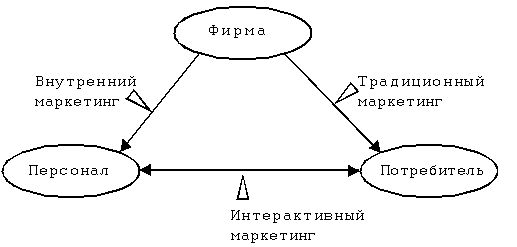 Фирма
Внутренний
маркетинг
Традиционный
маркетинг
Персонал
Потребитель
Интерактивный
маркетинг